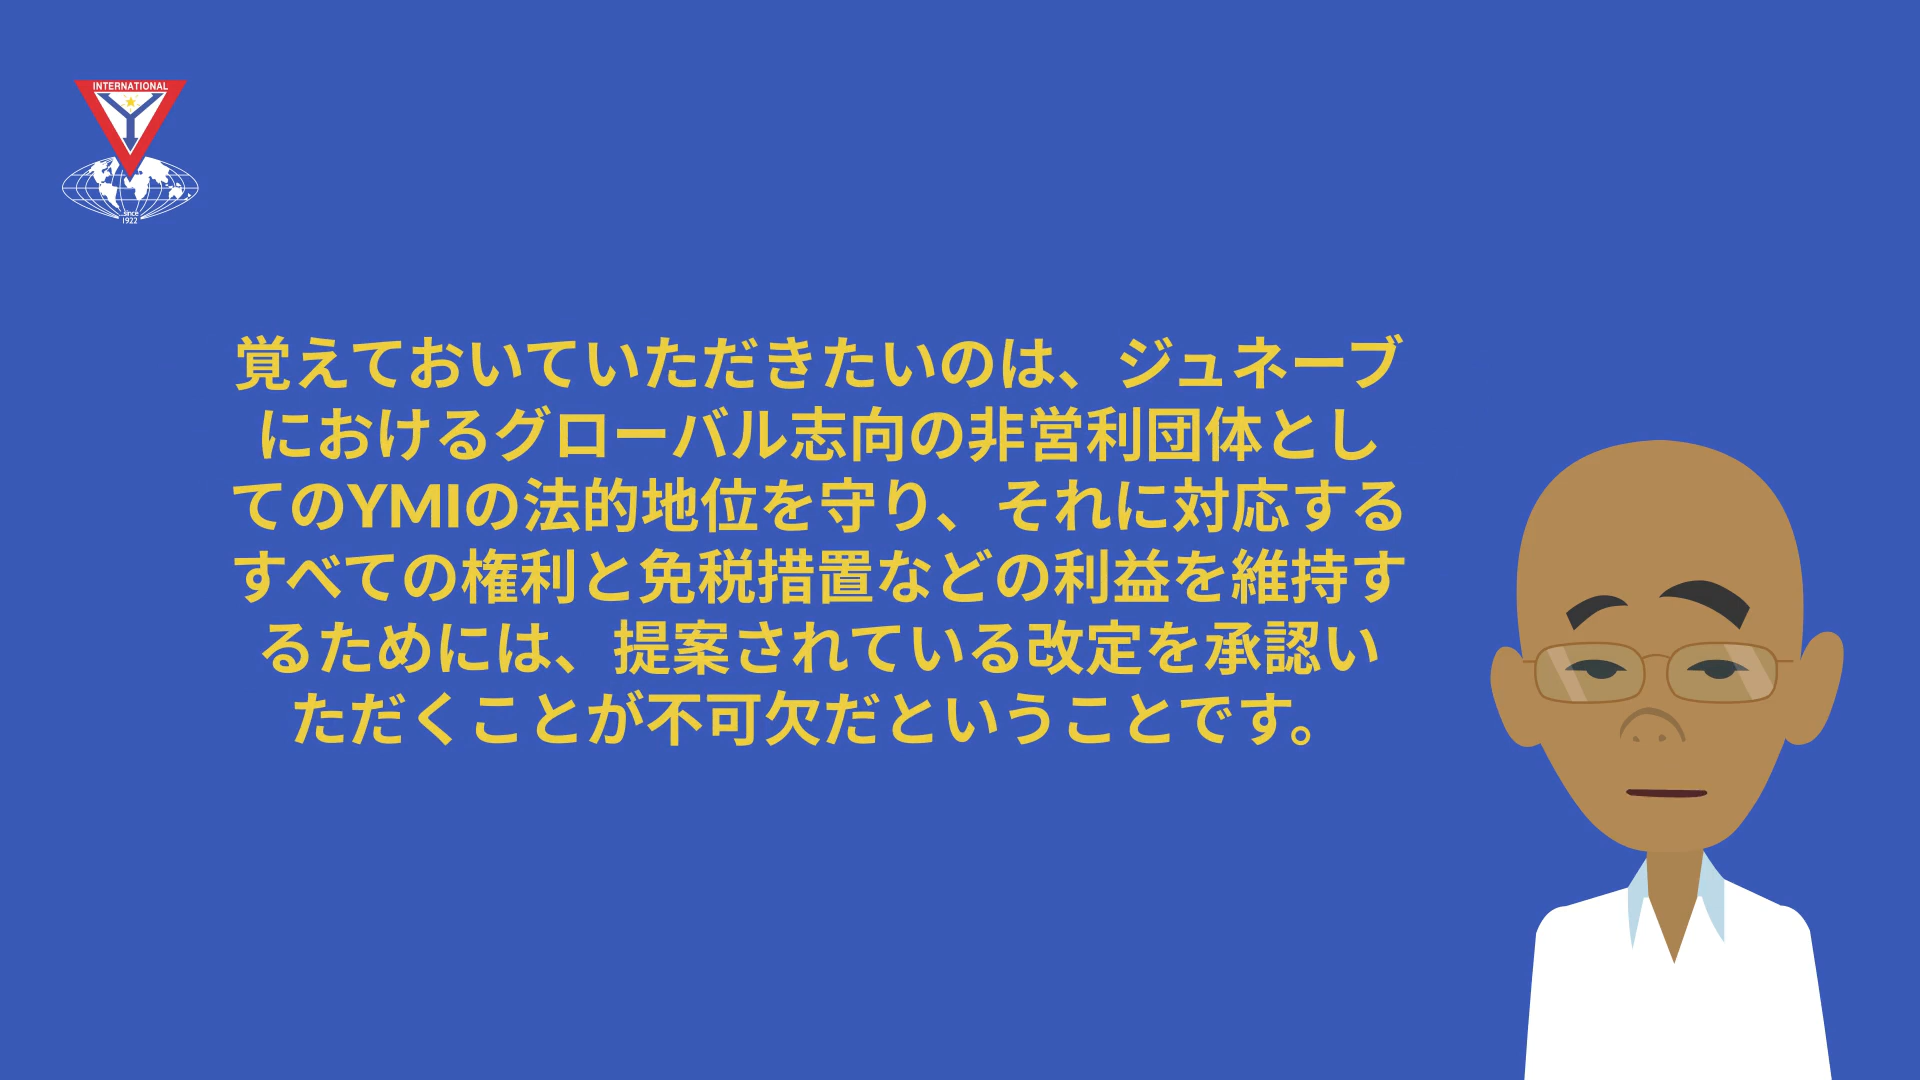 INTERNATIONAL
since
1922
覚えておいていただきたいのは、ジュネーブ
におけるグローバル志向の非営利団体とし
てのYMIの法的地位を守り、それに対応する
すべての権利と免税措置などの利益を維持す
るためには、提案されている改定を承認い
ただくことが不可欠だということです。